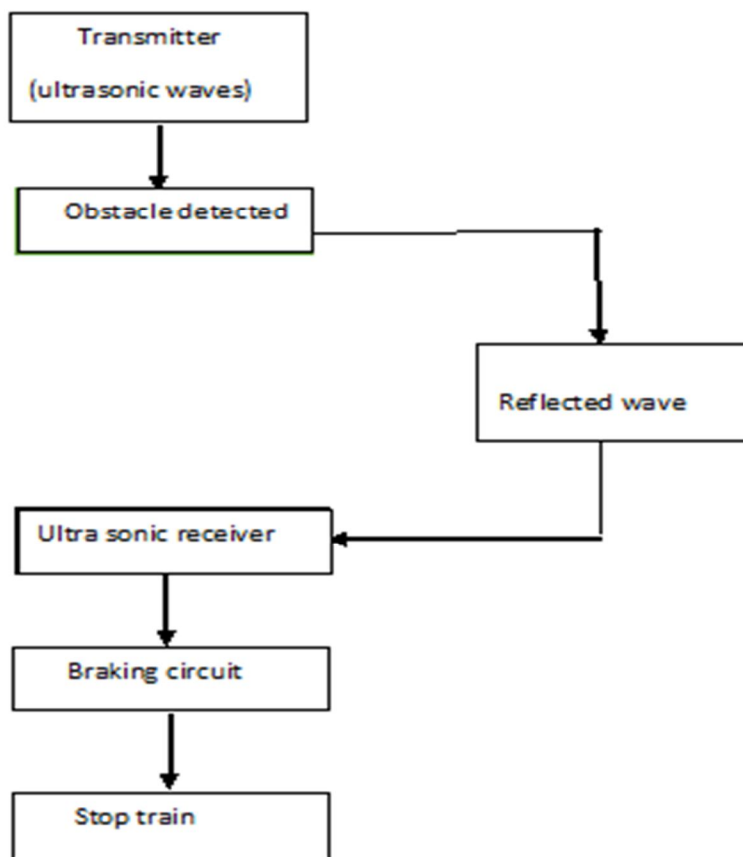 Transmitter
(ultrasonic waves)
Obstacle detected
Reflected wave
Ultra sonic receiver
Braking circuit
Stop train